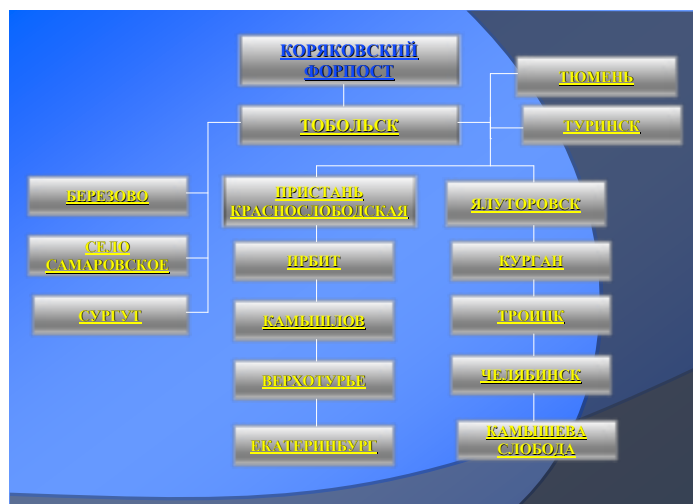 КОРЯКОВСКИЙ
ФОРПОСТ
ТЮМЕНЬ
ТОБОЛЬСК
ТУРИНСК
БЕРЕЗОВО
ПРИСТАНЬ
КРАСНОСЛОБОДСКАЯ
ЯЛУТОРОВСК
СЕЛО
САМАРОВСКОЕ
ИРБИТ
КУРГАН
СУРГУТ
КАМЫШЛОВ
ТРОИЦК
ВЕРХОТУРЬЕ
ЧЕЛЯБИНСК
ЕКАТЕРИНБУРГ
КАМЫШЕВА
СЛОБОДА